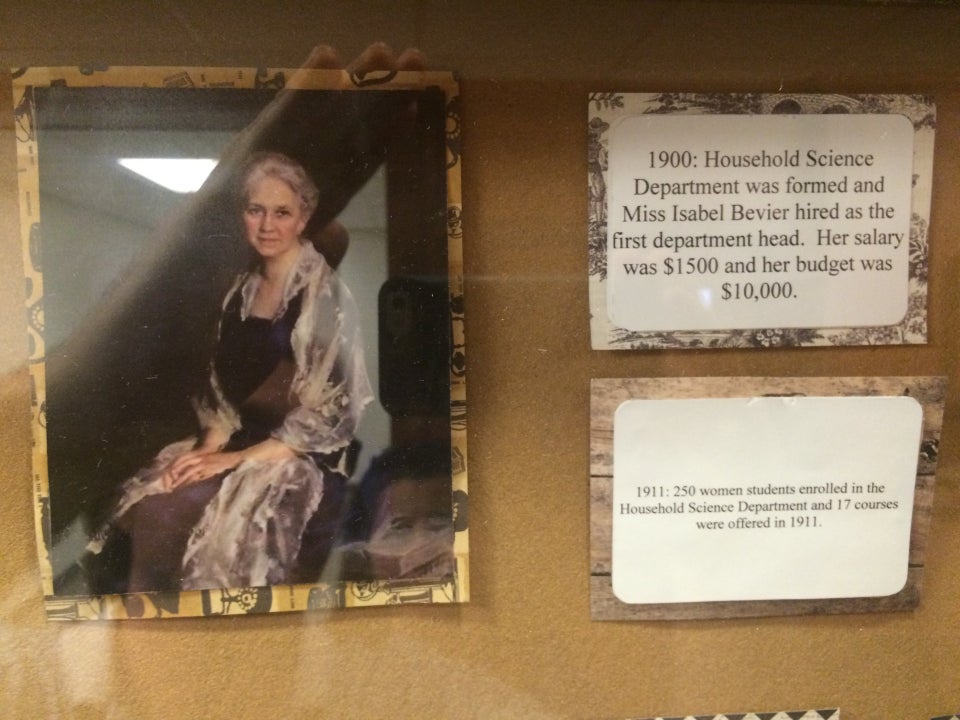 1900: Household Science
Department was formed and
Miss Isabel Bevier hired as the
first department head.  Her salary
was $1500 and her budget was
$10,000.
1911: 250 women students enrolled in the
Household Science Department and 17 courses
were offered in 1911.